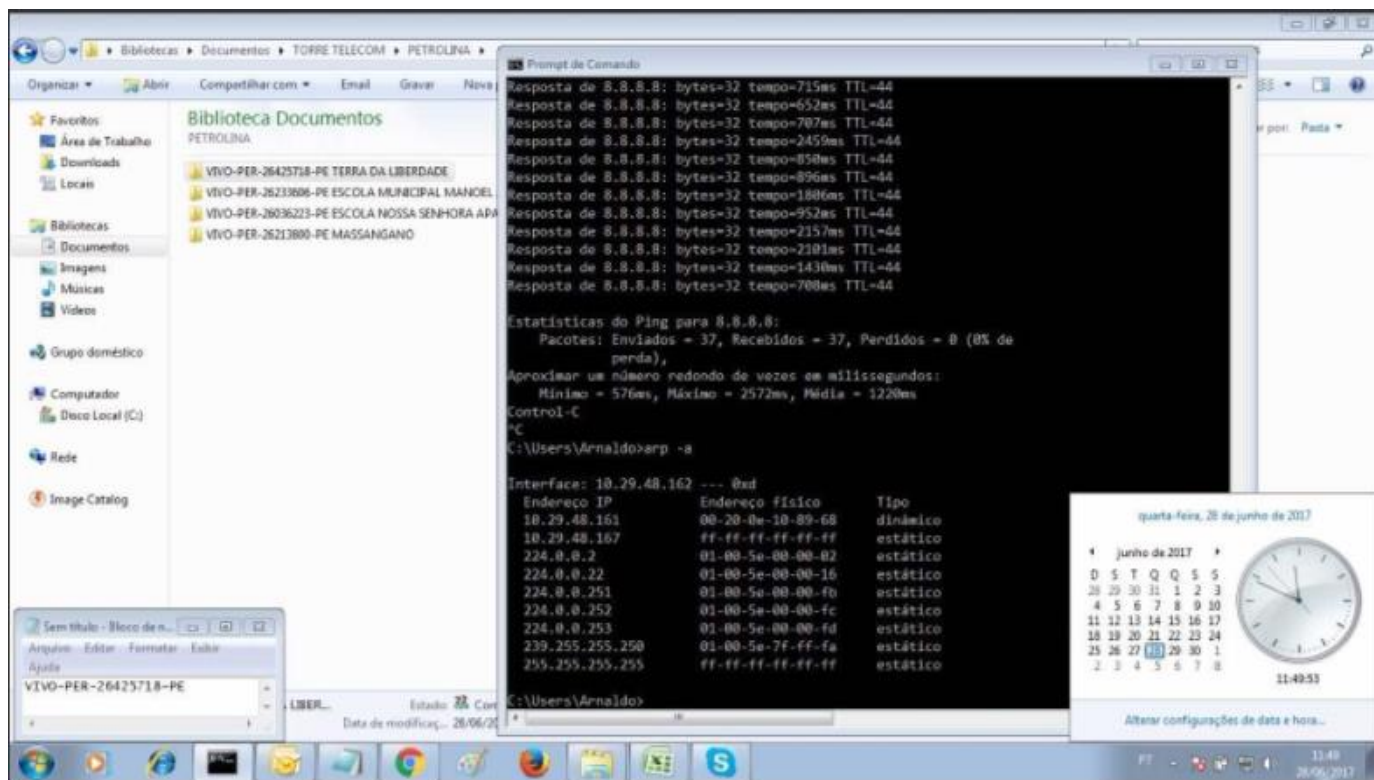 Bibliotecas ▸ Documentos ▸ TORRE TELECOM ▸ PETROLINA ▸
Organizar Abrir Compartilhar com Email Gravar Nova
Favoritos
Área de Trabalho
Downloads
Locais
Bibliotecas
Documentos
Imagens
Músicas
Vídeos
Grupo doméstico
Computador
Disco Local (C:)
Rede
Image Catalog
Biblioteca Documentos
PETROLINA
VIVO-PER-26425718-PE TERRA DA LIBERDADE
VIVO-PER-26233606-PE ESCOLA MUNICIPAL MANOEL
VIVO-PER-26036223-PE ESCOLA NOSSA SENHORA APA
VIVO-PER-26213800-PE MASSANGANO
por: Pasta
Prompt de Comando
Resposta de 8.8.8.8: bytes=32 tempo=715ms TTL=44
Resposta de 8.8.8.8: bytes=32 tempo=652ms TTL=44
Resposta de 8.8.8.8: bytes=32 tempo=707ms TTL=44
Resposta de 8.8.8.8: bytes=32 tempo=2459ms TTL=44
Resposta de 8.8.8.8: bytes=32 tempo=850ms TTL=44
Resposta de 8.8.8.8: bytes=32 tempo=896ms TTL=44
Resposta de 8.8.8.8: bytes=32 tempo=1806ms TTL=44
Resposta de 8.8.8.8: bytes=32 tempo=952ms TTL=44
Resposta de 8.8.8.8: bytes=32 tempo=2157ms TTL=44
Resposta de 8.8.8.8: bytes=32 tempo=2101ms TTL=44
Resposta de 8.8.8.8: bytes=32 tempo=1430ms TTL=44
Resposta de 8.8.8.8: bytes=32 tempo=708ms TTL=44
Estatísticas do Ping para 8.8.8.8:
Pacotes: Enviados = 37, Recebidos = 37, Perdidos = 0 (0% de
perda),
Aproximar um número redondo de vezes em milissegundos:
Mínimo = 576ms, Máximo = 2572ms, Média = 1220ms
Control-C
^C
C:\Users\Arnaldo>arp -a
Interface: 10.29.48.162 --- 0xd
Endereço IP Endereço físico Tipo
10.29.48.161 00-20-0e-10-89-68 dinâmico
10.29.48.167 ff-ff-ff-ff-ff-ff estático
224.0.0.2 01-00-5e-00-00-02 estático
224.0.0.22 01-00-5e-00-00-16 estático
224.0.0.251 01-00-5e-00-00-fb estático
224.0.0.252 01-00-5e-00-00-fc estático
224.0.0.253 01-00-5e-00-00-fd estático
239.255.255.250 01-00-5e-7f-ff-fa estático
255.255.255.255 ff-ff-ff-ff-ff-ff estático
C:\Users\Arnaldo>
Sem título - Bloco de n...
Arquivo Editar Formatar Exibir
Ajuda
VIVO-PER-26425718-PE
LIBER... Estado: Com
Data de modificaç... 28/06/20
quarta-feira, 28 de junho de 2017
junho de 2017
D S T Q Q S S
28 29 30 31 1 2 3
4 5 6 7 8 9 10
11 12 13 14 15 16 17
18 19 20 21 22 23 24
25 26 27 28 29 30 1
2 3 4 5 6 7 8
11:49:53
Alterar configurações de data e hora...
PT
11:49
28/06/2017